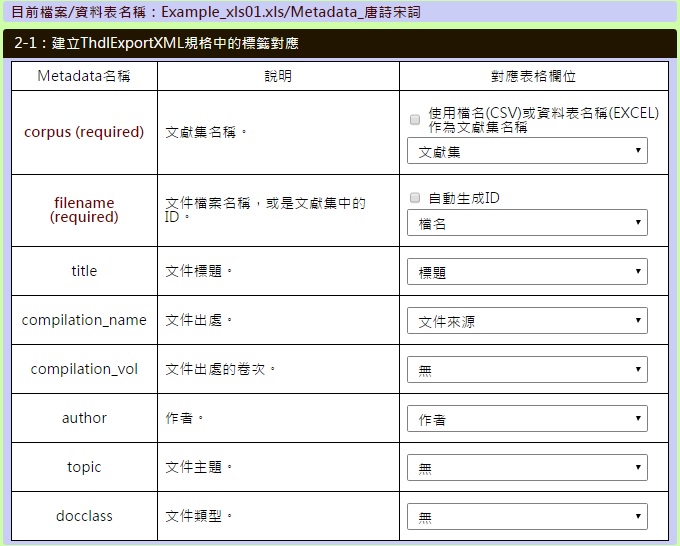 目前檔案/資料表名稱：Example_xls01.xls/Metadata_唐詩宋詞
2-1：建立ThdlExportXML規格中的標籤對應
Metadata名稱 說明 對應表格欄位
corpus (required) 文獻集名稱。
使用檔名(CSV)或資料表名稱(EXCEL)
作為文獻集名稱
文獻集
filename
(required)
文件檔案名稱，或是文獻集中的
ID。
自動生成ID
檔名
title 文件標題。 標題
compilation_name 文件出處。 文件來源
compilation_vol 文件出處的卷次。 無
author 作者。 作者
topic 文件主題。 無
docclass 文件類型。 無